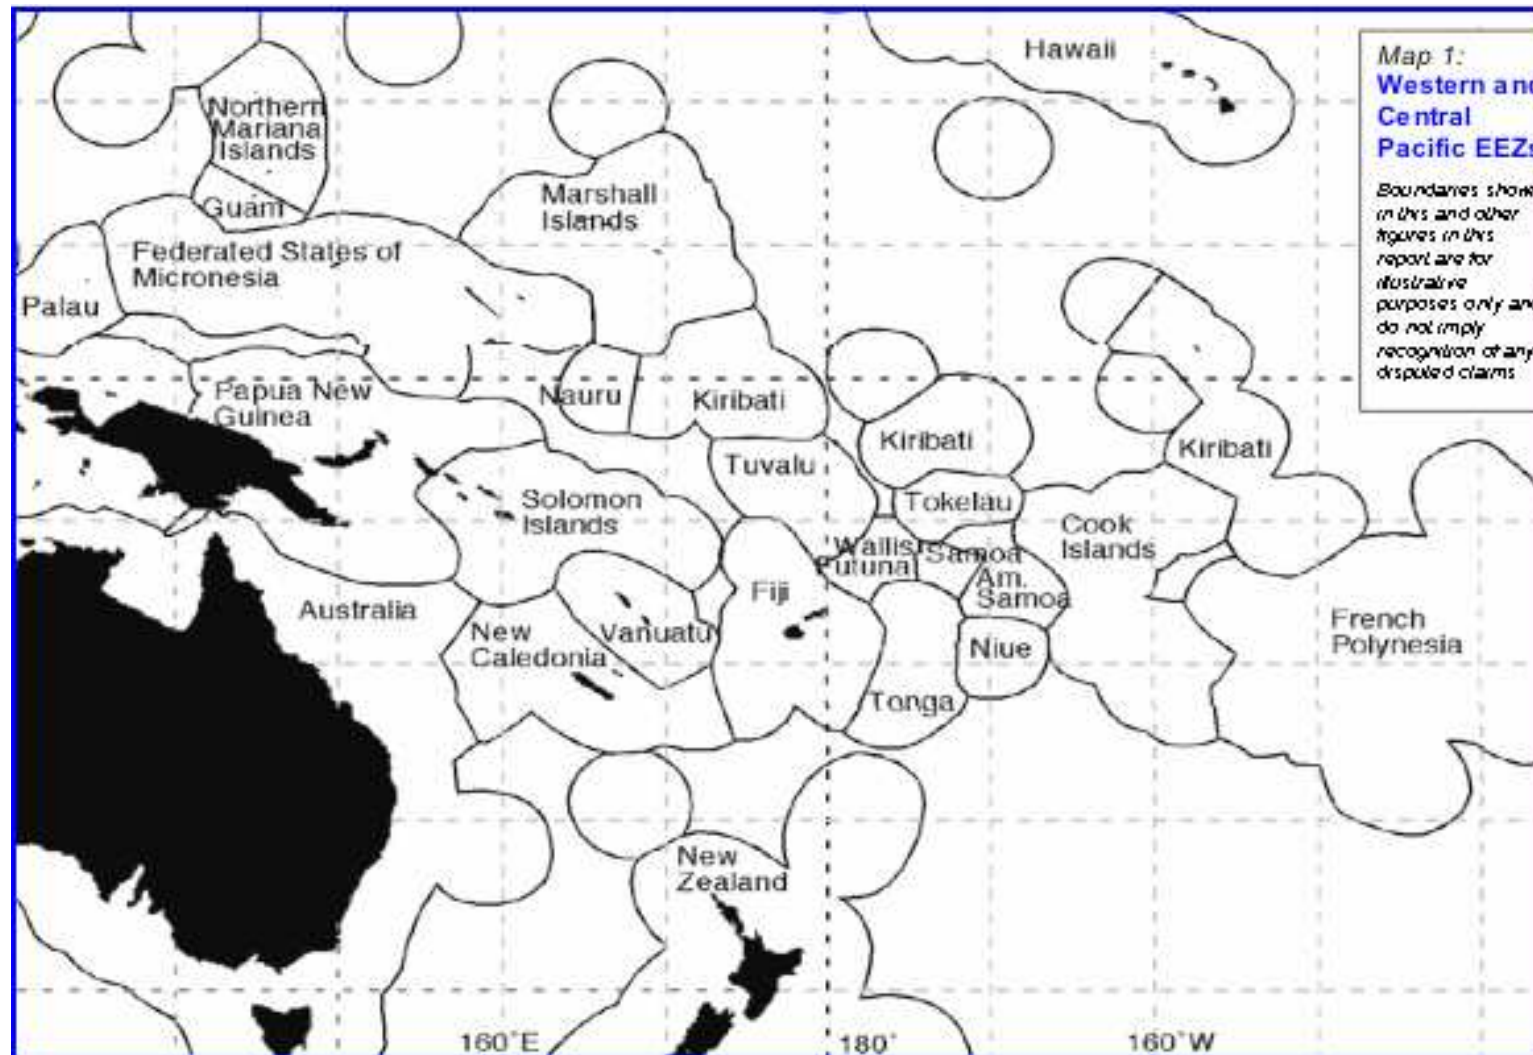 Hawaii
Map 1:
Western and
Central
Pacific EEZs
Boundaries shown
in this and other
figures in this
report are for
illustrative
purposes only and
do not imply
recognition of any
disputed claims
Northern
Mariana
Islands
Guam
Marshall
Islands
Federated States of
Micronesia
Palau
Papua New
Guinea
Nauru
Kiribati
Kiribati
Kiribati
Tuvalu
Tokelau
Solomon
Islands
Cook
Islands
Wallis
Futuna
Samoa
Am.
Samoa
Fiji
Australia
New
Caledonia
Vanuatu
Niue
French
Polynesia
Tonga
New
Zealand
160°E
180°
160°W